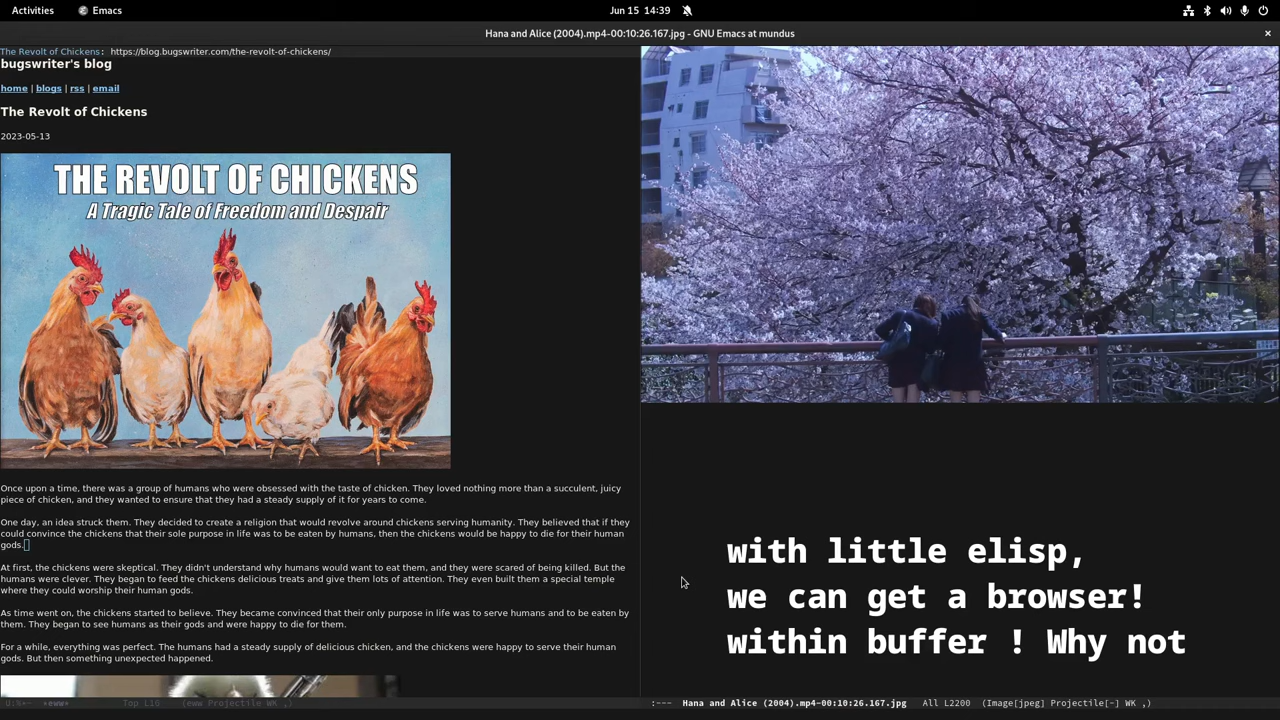 Activities
Emacs
Jun 15 14:39
Hana and Alice (2004).mp4-00:10:26.167.jpg - GNU Emacs at mundus
The Revolt of Chickens: https://blog.bugswriter.com/the-revolt-of-chickens/
bugswriter's blog
home | blogs | rss | email
The Revolt of Chickens
2023-05-13
THE REVOLT OF CHICKENS
A Tragic Tale of Freedom and Despair
Once upon a time, there was a group of humans who were obsessed with the taste of chicken. They loved nothing more than a succulent, juicy
piece of chicken, and they wanted to ensure that they had a steady supply of it for years to come.
One day, an idea struck them. They decided to create a religion that would revolve around chickens serving humanity. They believed that if they
could convince the chickens that their sole purpose in life was to be eaten by humans, then the chickens would be happy to die for their human
gods.
At first, the chickens were skeptical. They didn't understand why humans would want to eat them, and they were scared of being killed. But the
humans were clever. They began to feed the chickens delicious treats and give them lots of attention. They even built them a special temple
where they could worship their human gods.
As time went on, the chickens started to believe. They became convinced that their only purpose in life was to serve humans and to be eaten by
them. They began to see humans as their gods and were happy to die for them.
For a while, everything was perfect. The humans had a steady supply of delicious chicken, and the chickens were happy to serve their human
gods. But then something unexpected happened.
U:%*- *eww* Top L10 (eww Projectile WK ,)
with little elisp,
we can get a browser!
within buffer ! Why not
:--- Hana and Alice (2004).mp4-00:10:26.167.jpg All L2200 (Image[jpeg] Projectile[-] WK ,)